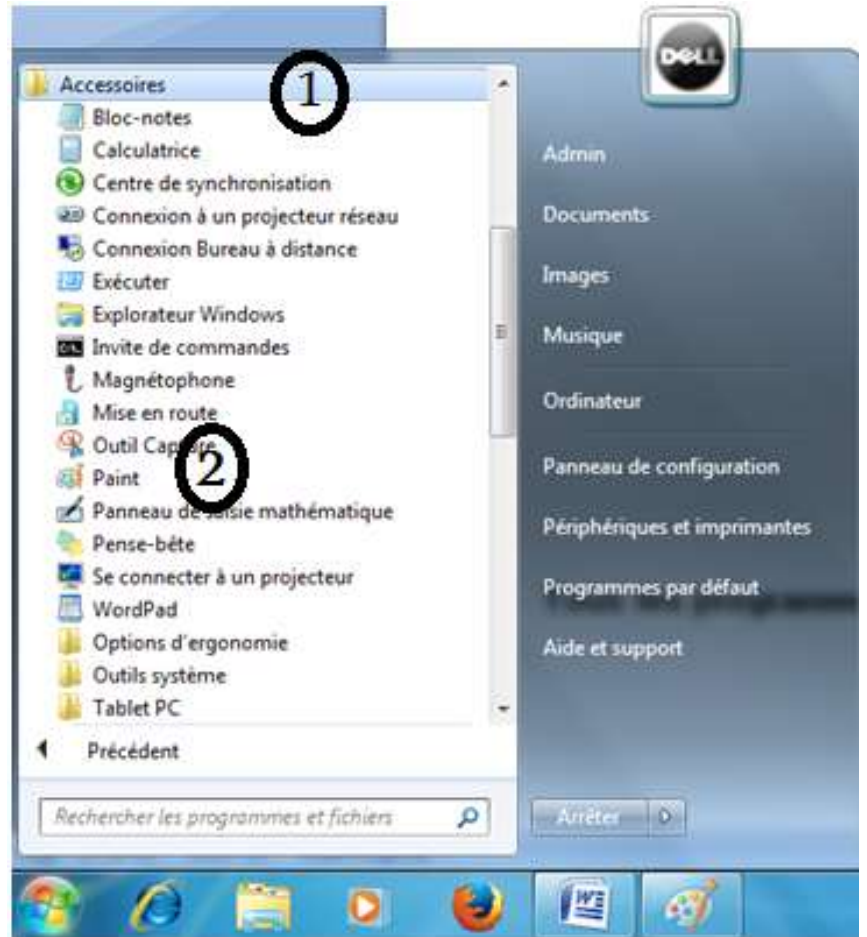 DELL
Accessoires
1
Bloc-notes
Calculatrice
Centre de synchronisation
Connexion à un projecteur réseau
Connexion Bureau à distance
Exécuter
Explorateur Windows
Invite de commandes
Magnétophone
Mise en route
Outil Capture
2
Paint
Panneau de saisie mathématique
Pense-bête
Se connecter à un projecteur
WordPad
Options d'ergonomie
Outils système
Tablet PC
Précédent
Rechercher les programmes et fichiers
Admin
Documents
Images
Musique
Ordinateur
Panneau de configuration
Périphériques et imprimantes
Programmes par défaut
Aide et support
Arrêter